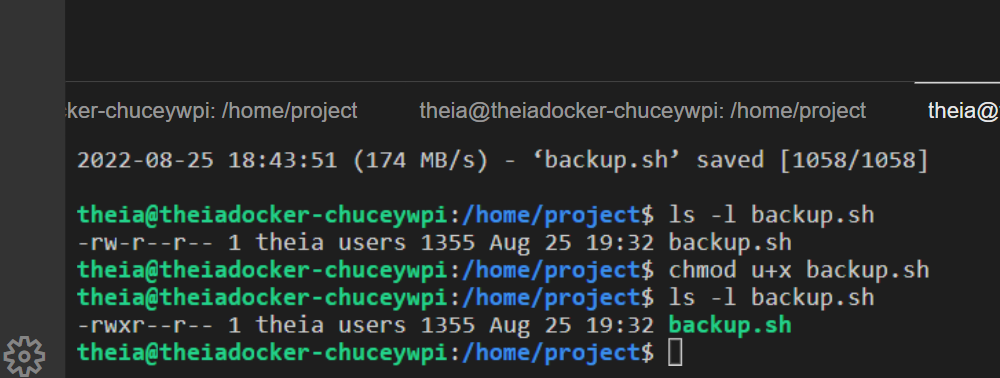 cker-chuceywpi: /home/project theia@theiadocker-chuceywpi: /home/project theia@
2022-08-25 18:43:51 (174 MB/s) - ‘backup.sh’ saved [1058/1058]
theia@theiadocker-chuceywpi:/home/project$ ls -l backup.sh
-rw-r--r-- 1 theia users 1355 Aug 25 19:32 backup.sh
theia@theiadocker-chuceywpi:/home/project$ chmod u+x backup.sh
theia@theiadocker-chuceywpi:/home/project$ ls -l backup.sh
-rwxr--r-- 1 theia users 1355 Aug 25 19:32 backup.sh
theia@theiadocker-chuceywpi:/home/project$